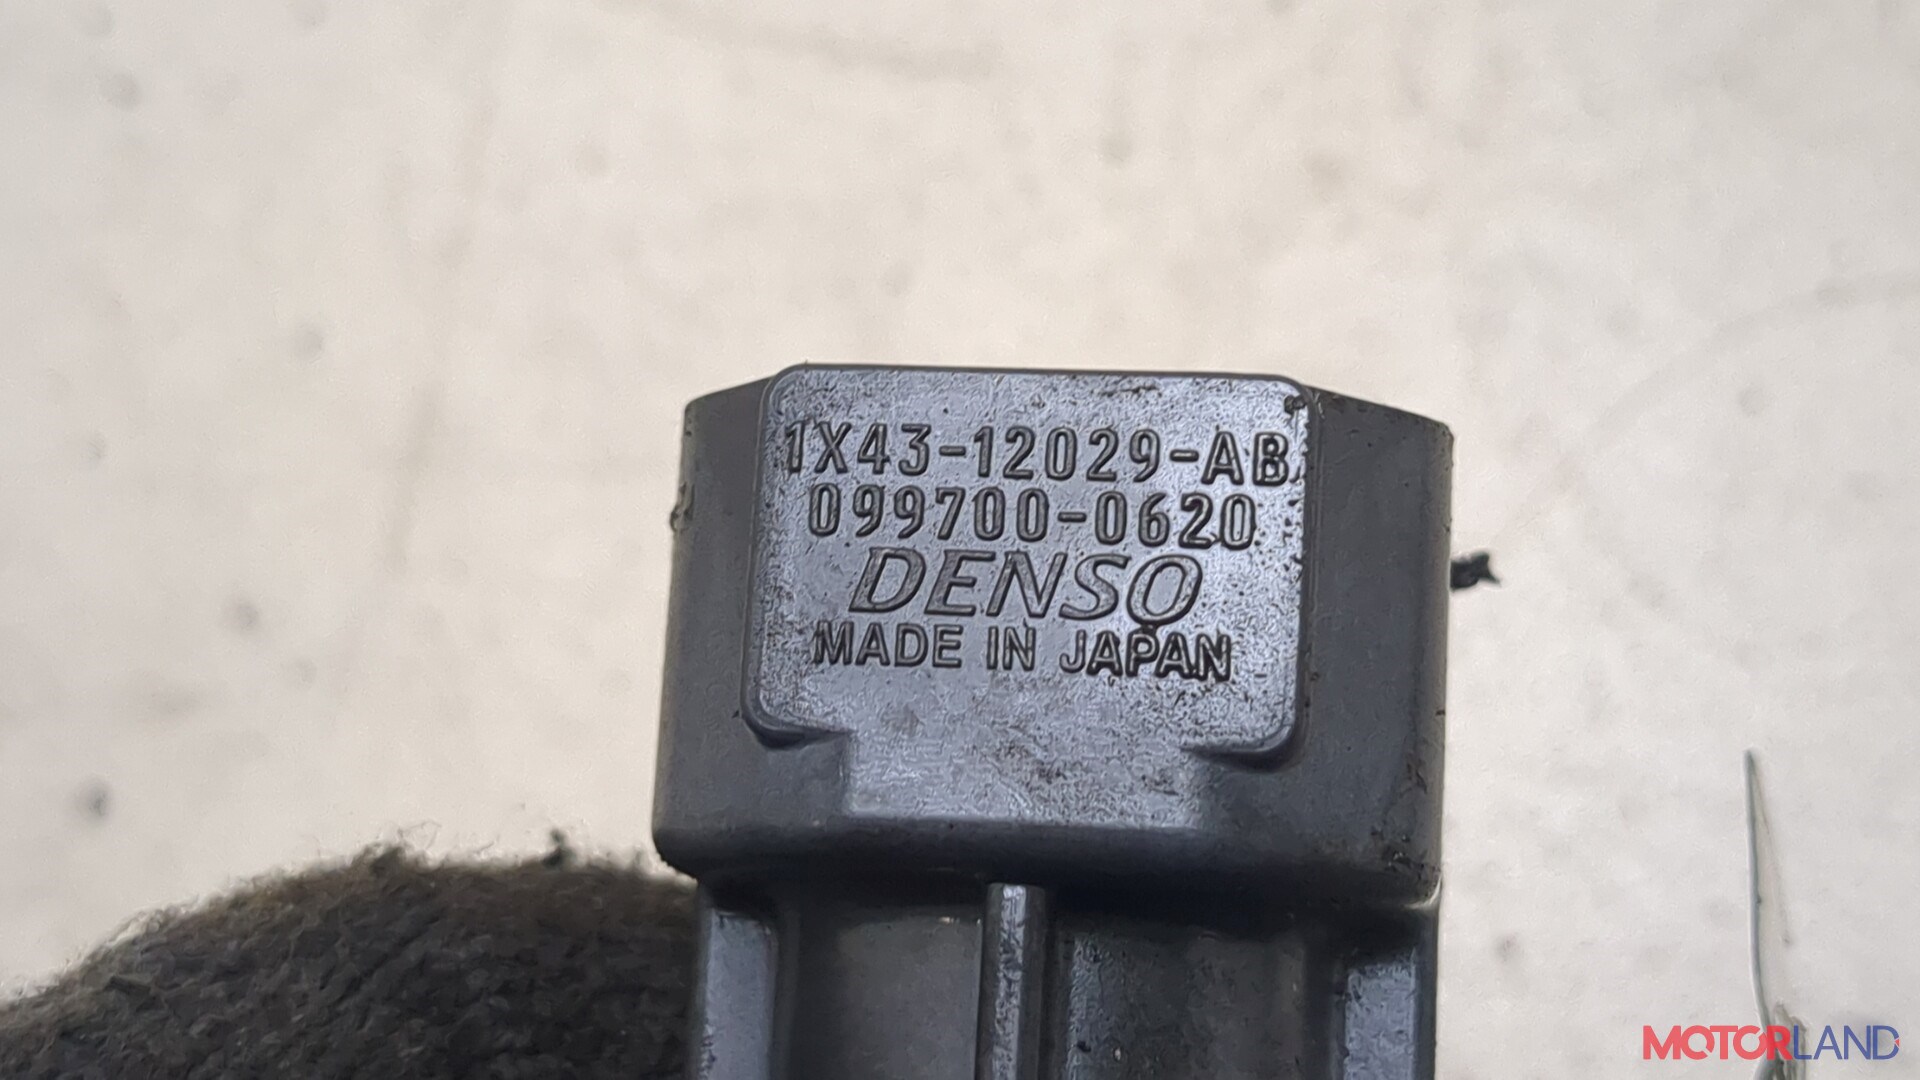 1X43-12029-AB
099700-0620
DENSO
MADE IN JAPAN
MOTORLAND